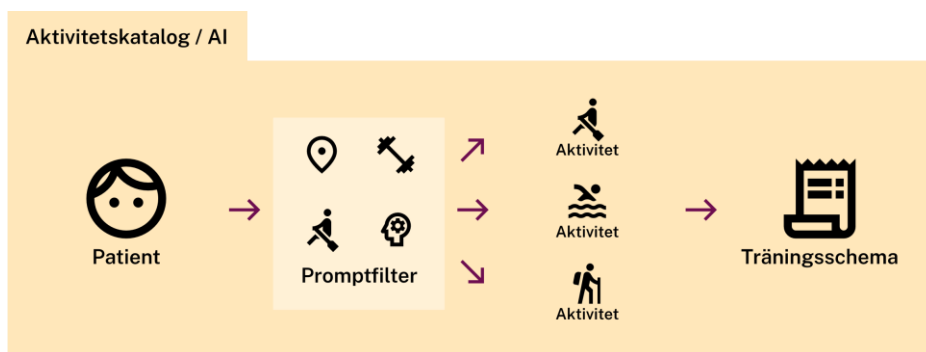 Aktivitetskatalog / AI
Patient
Promptfilter
Aktivitet
Aktivitet
Aktivitet
Träningsschema